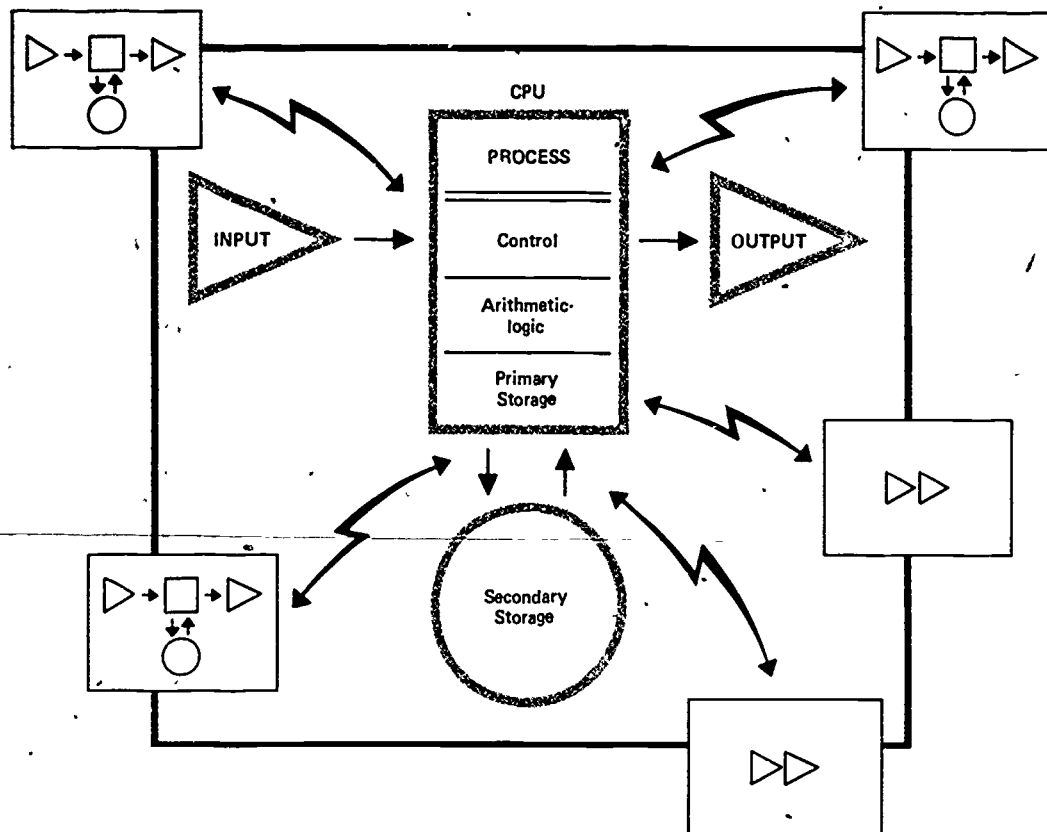 CPU
PROCESS
INPUT
Control
OUTPUT
Arithmetic-
logic
Primary
Storage
Secondary
Storage